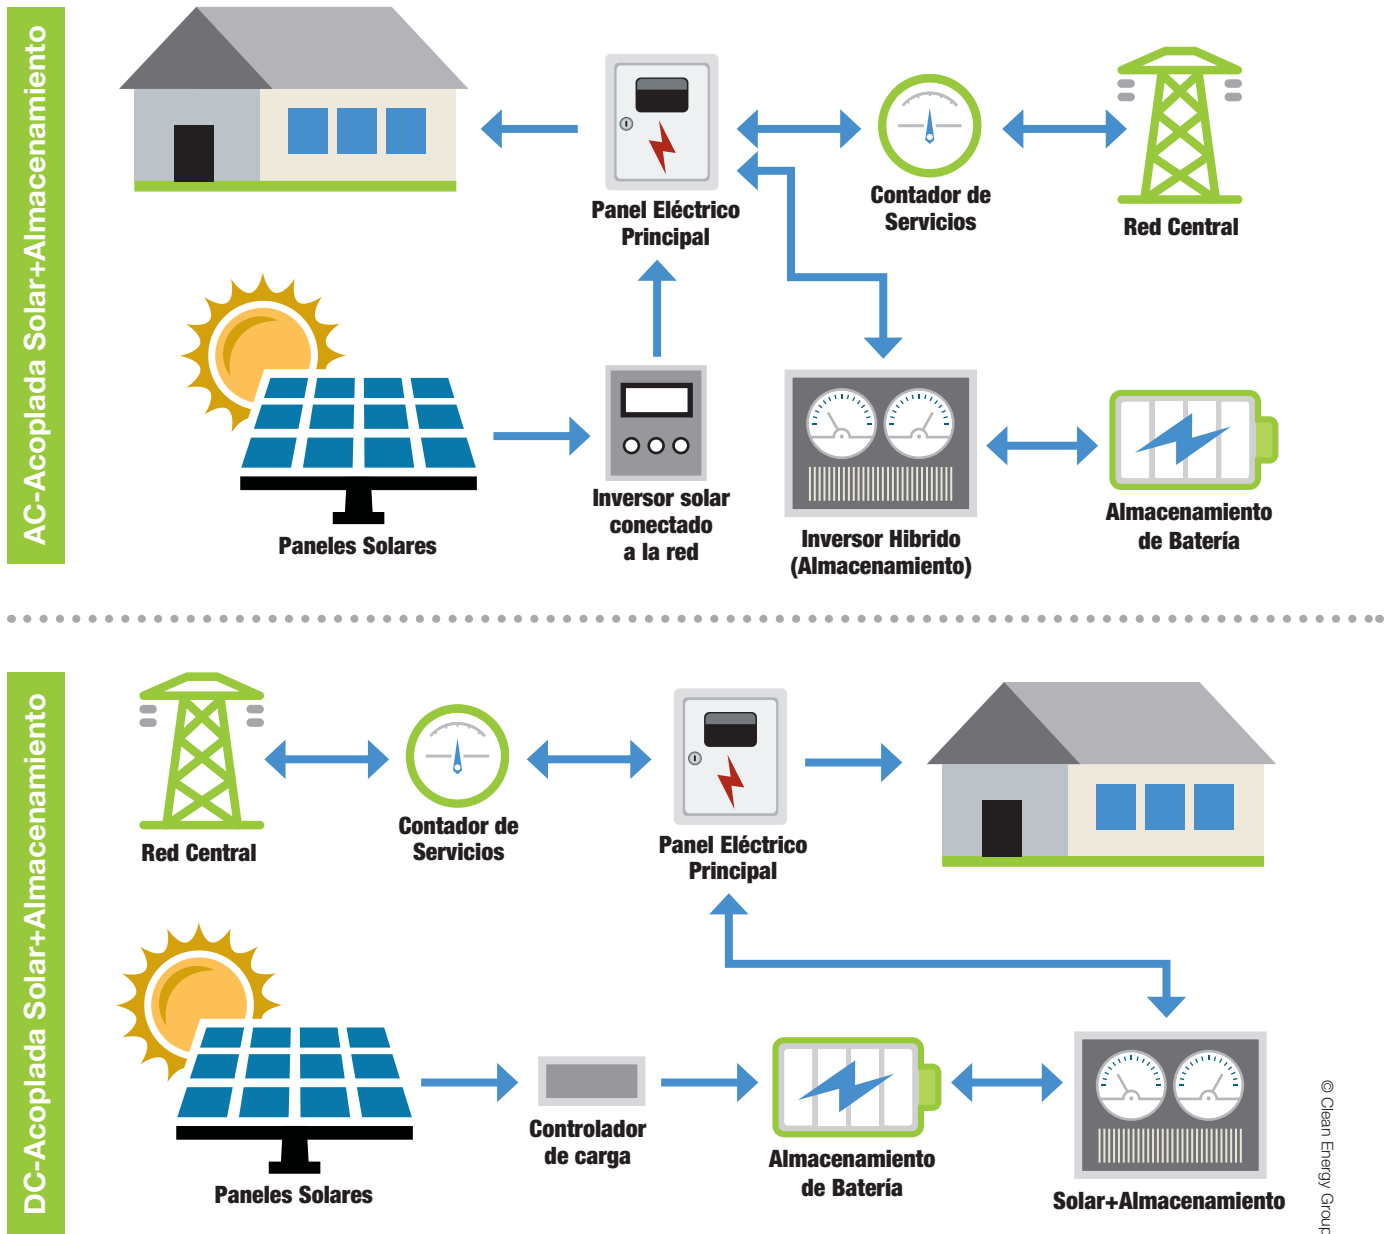 AC-Acoplada Solar+Almacenamiento
Panel Eléctrico
Principal
Contador de
Servicios
Red Central
Paneles Solares
Inversor solar
conectado
a la red
Inversor Hibrido
(Almacenamiento)
Almacenamiento
de Batería
DC-Acoplada Solar+Almacenamiento
Red Central
Contador de
Servicios
Panel Eléctrico
Principal
Paneles Solares
Controlador
de carga
Almacenamiento
de Batería
Solar+Almacenamiento
© Clean Energy Group